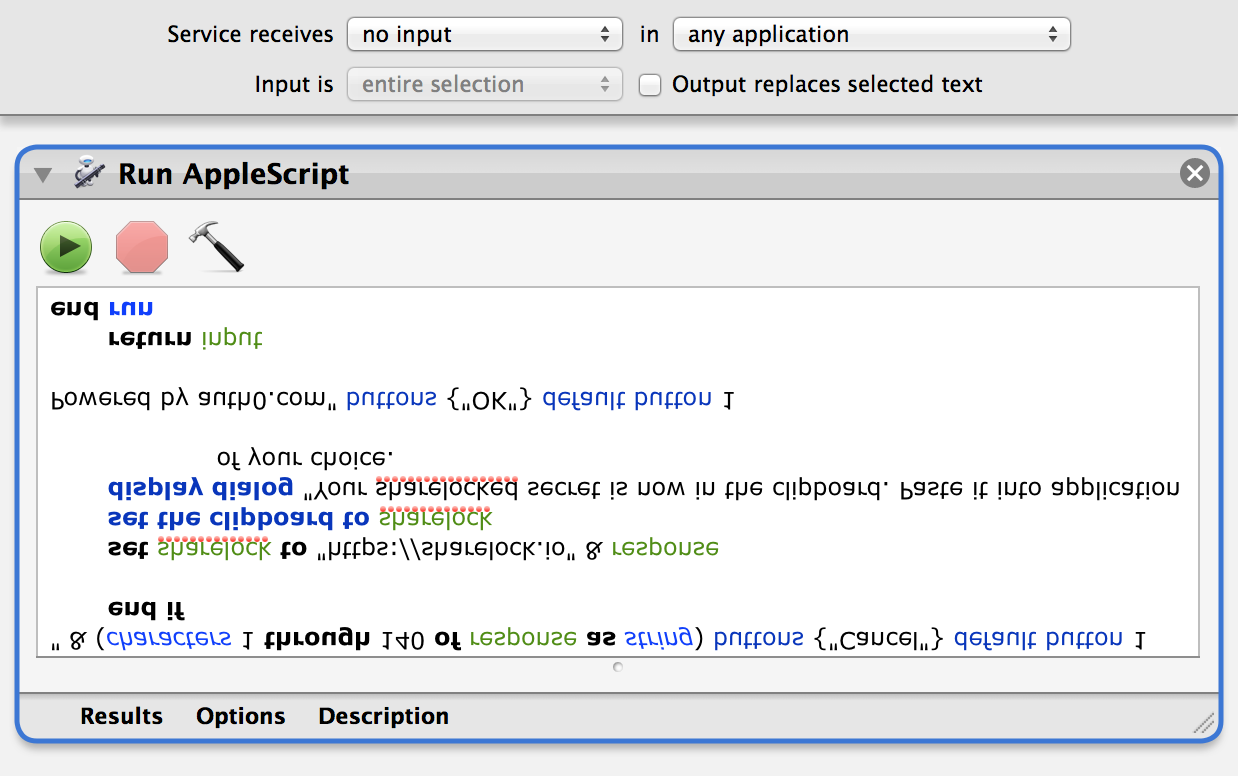 Service receives no input in any application
Input is entire selection Output replaces selected text
Run AppleScript
" & (characters 1 through 140 of response as string) buttons {"Cancel"} default button 1
end if
set sharelock to "https://sharelock.io" & response
set the clipboard to sharelock
display dialog "Your sharelocked secret is now in the clipboard. Paste it into application
of your choice.
Powered by auth0.com" buttons {"OK"} default button 1
return input
end run
Results Options Description